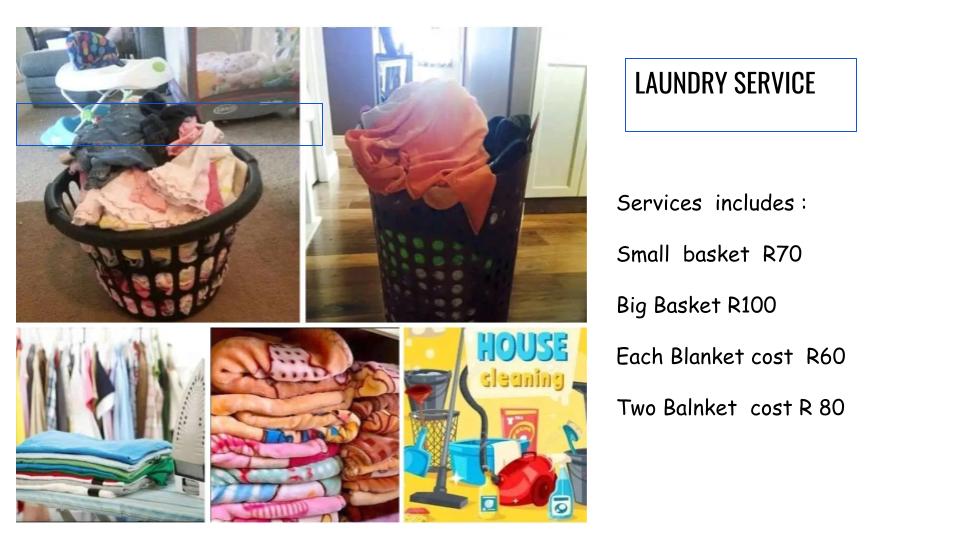 LAUNDRY SERVICE
Services includes :
Small basket R70
Big Basket R100
Each Blanket cost R60
Two Balnket cost R 80
HOUSE
cleaning